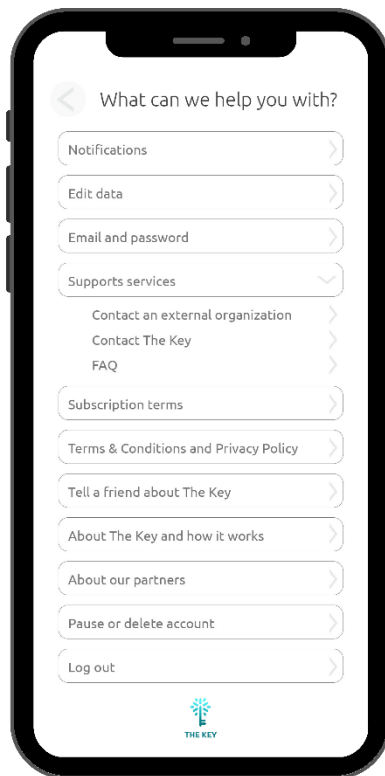 What can we help you with?
Notifications
Edit data
Email and password
Supports services
Contact an external organization
Contact The Key
FAQ
Subscription terms
Terms & Conditions and Privacy Policy
Tell a friend about The Key
About The Key and how it works
About our partners
Pause or delete account
Log out
THE KEY